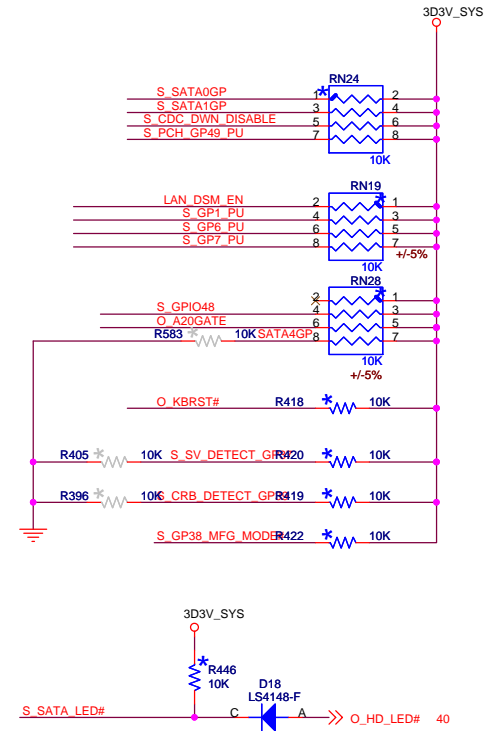 3D3V_SYS
RN24
S_SATA0GP 1 2
S_SATA1GP 3 4
S_CDC_DWN_DISABLE 5 6
S_PCH_GP49_PU 7 8
10K
RN19
LAN_DSM_EN 2 1
S_GP1_PU 4 3
S_GP6_PU 6 5
S_GP7_PU 8 7
+/-5%
10K
RN28
2 1
S_GPIO48 4 3
O_A20GATE 6 5
R583 10K SATA4GP 8 7
10K
+/-5%
O_KBRST# R418 10K
R405 10K S_SV_DETECT_GP R420 10K
R396 10K S_CRB_DETECT_GP R419 10K
S_GP38_MFG_MODE R422 10K
3D3V_SYS
R446
10K
D18
LS4148-F
S_SATA_LED# C A O_HD_LED# 40